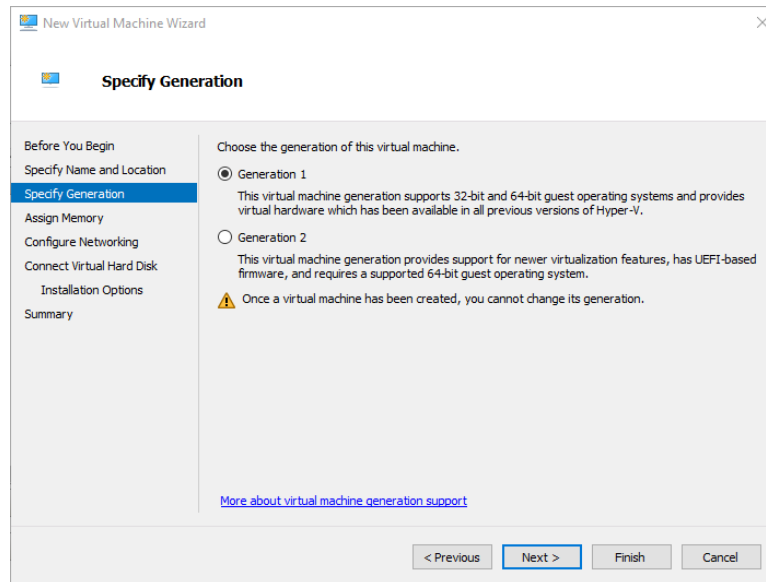 New Virtual Machine Wizard
Specify Generation
Before You Begin
Specify Name and Location
Specify Generation
Assign Memory
Configure Networking
Connect Virtual Hard Disk
Installation Options
Summary
Choose the generation of this virtual machine.
Generation 1
This virtual machine generation supports 32-bit and 64-bit guest operating systems and provides
virtual hardware which has been available in all previous versions of Hyper-V.
Generation 2
This virtual machine generation provides support for newer virtualization features, has UEFI-based
firmware, and requires a supported 64-bit guest operating system.
Once a virtual machine has been created, you cannot change its generation.
More about virtual machine generation support
< Previous
Next >
Finish
Cancel